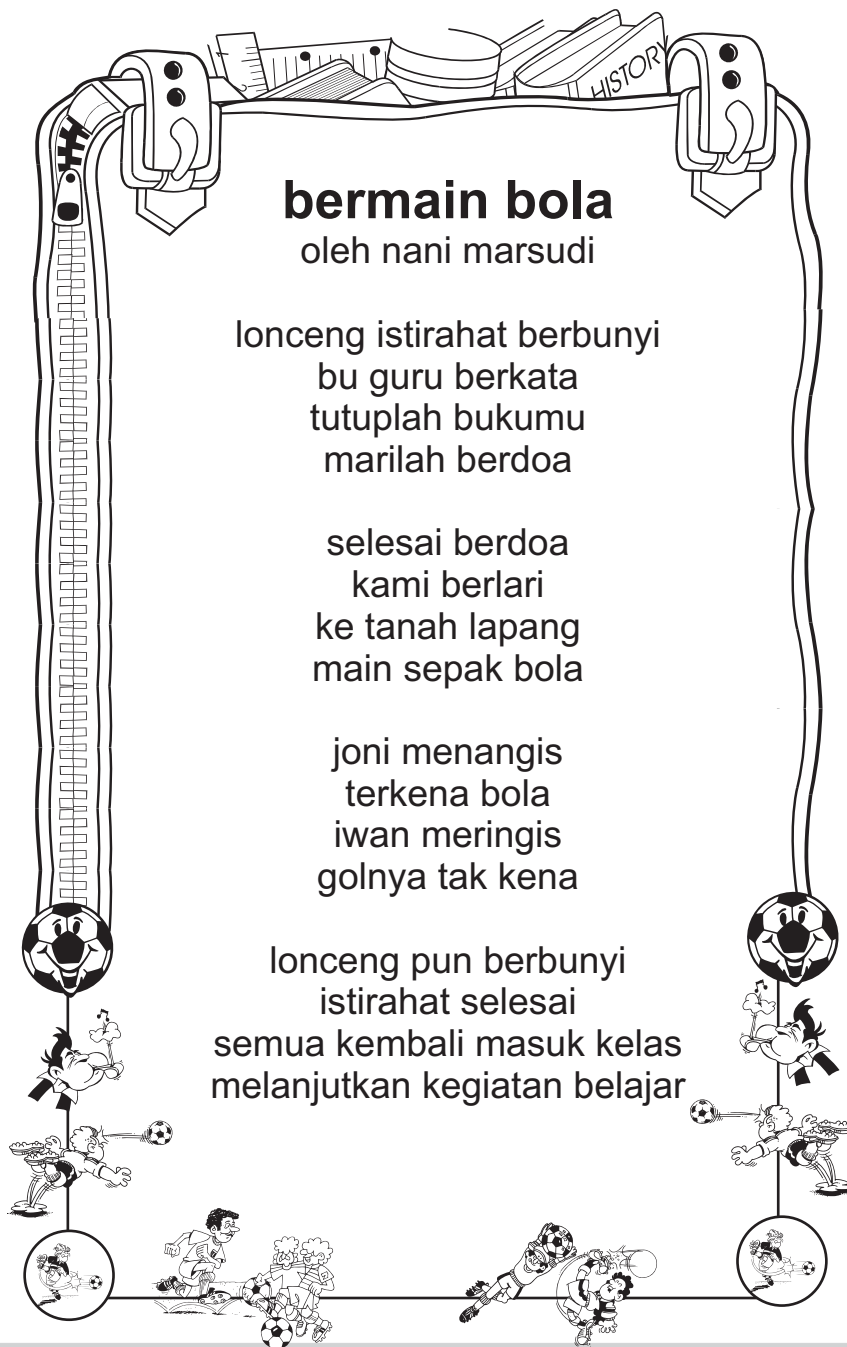 HISTORY
bermain bola
oleh nani marsudi
lonceng istirahat berbunyi
bu guru berkata
tutuplah bukumu
marilah berdoa
selesai berdoa
kami berlari
ke tanah lapang
main sepak bola
joni menangis
terkena bola
iwan meringis
golnya tak kena
lonceng pun berbunyi
istirahat selesai
semua kembali masuk kelas
melanjutkan kegiatan belajar